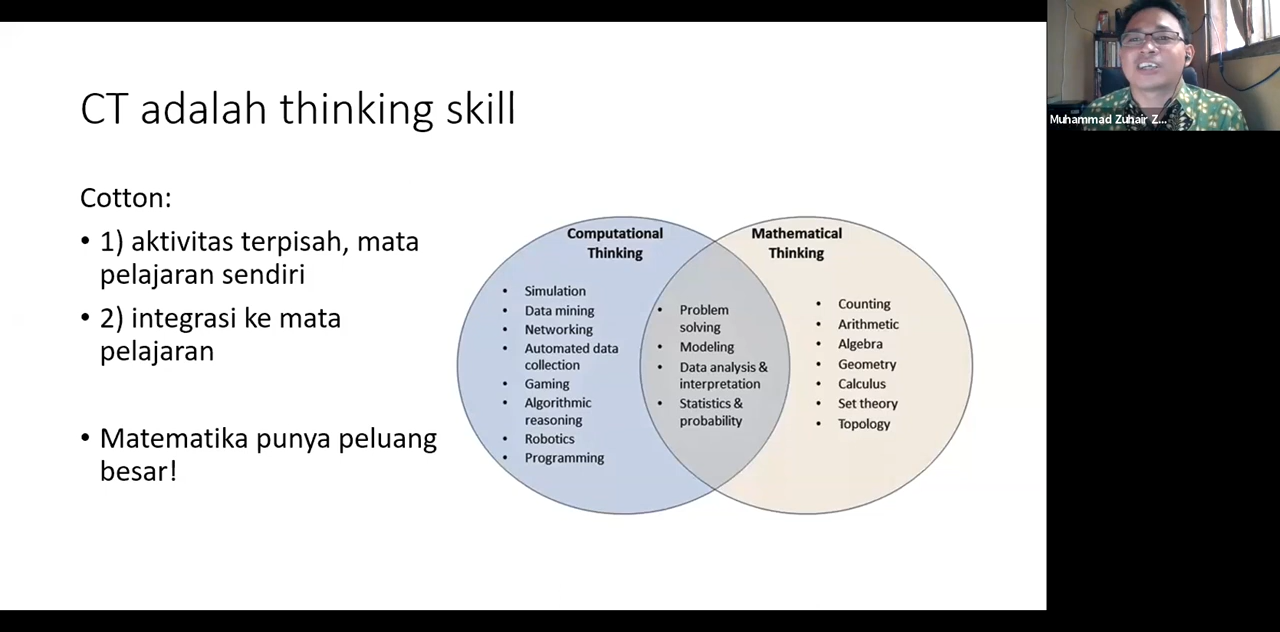 CT adalah thinking skill
Cotton:
• 1) aktivitas terpisah, mata
pelajaran sendiri
• 2) integrasi ke mata
pelajaran
• Matematika punya peluang
besar!
Computational
Thinking
• Simulation
• Data mining
• Networking
• Automated data
collection
• Gaming
• Algorithmic
reasoning
• Robotics
• Programming
• Problem
solving
• Modeling
• Data analysis &
interpretation
• Statistics &
probability
Mathematical
Thinking
• Counting
• Arithmetic
• Algebra
• Geometry
• Calculus
• Set theory
• Topology
Muhammad Zuhair Z...